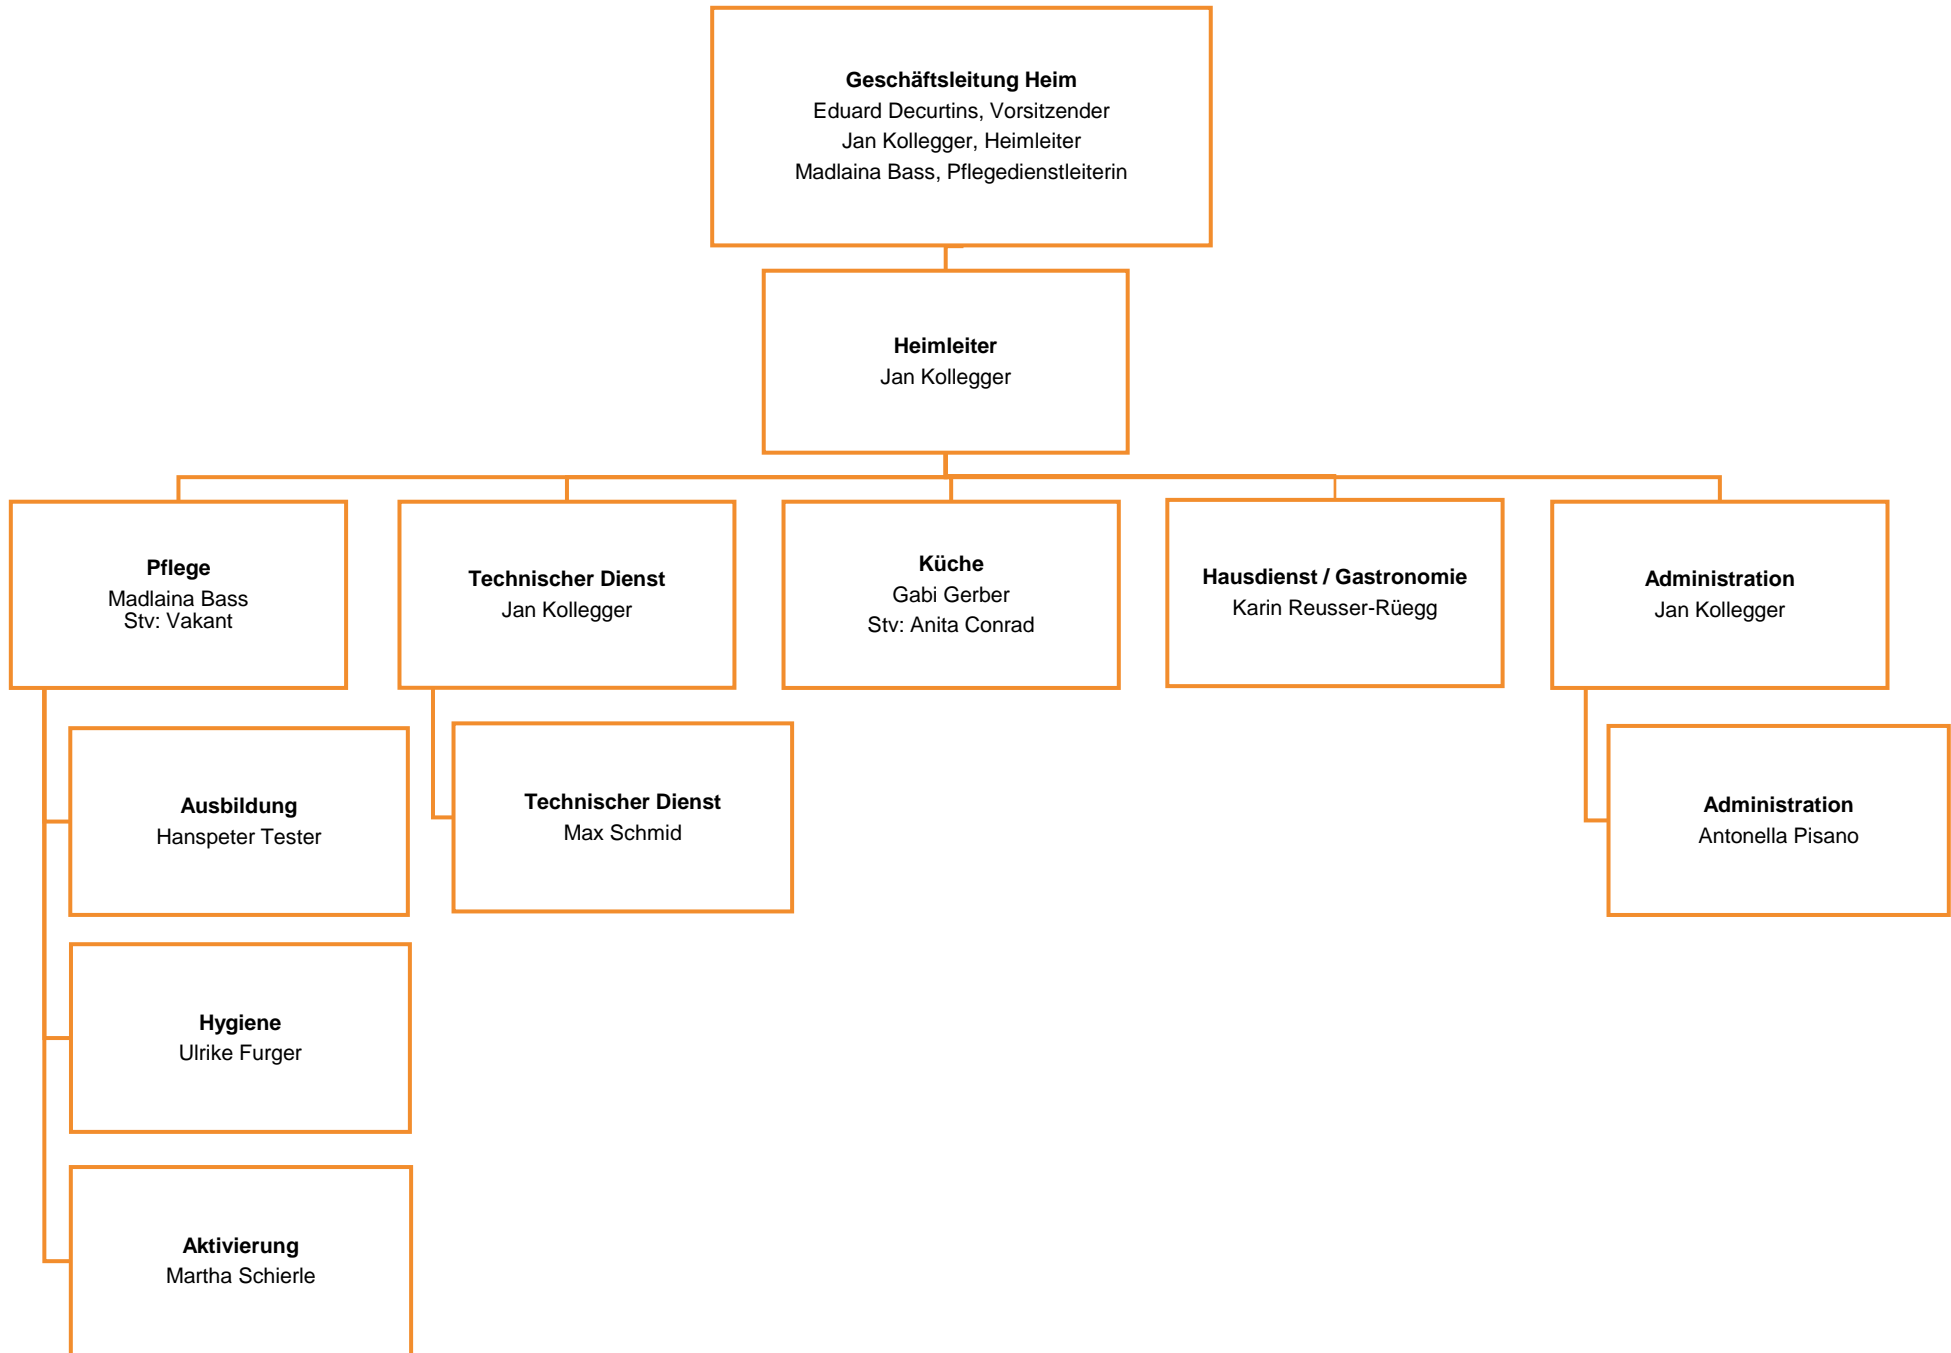 Geschäftsleitung Heim
Eduard Decurtins, Vorsitzender
Jan Kollegger, Heimleiter
Madlaina Bass, Pflegedienstleiterin
Heimleiter
Jan Kollegger
Pflege
Madlaina Bass
Stv: Vakant
Technischer Dienst
Jan Kollegger
Küche
Gabi Gerber
Stv: Anita Conrad
Hausdienst / Gastronomie
Karin Reusser-Rüegg
Administration
Jan Kollegger
Ausbildung
Hanspeter Tester
Technischer Dienst
Max Schmid
Administration
Antonella Pisano
Hygiene
Ulrike Furger
Aktivierung
Martha Schierle